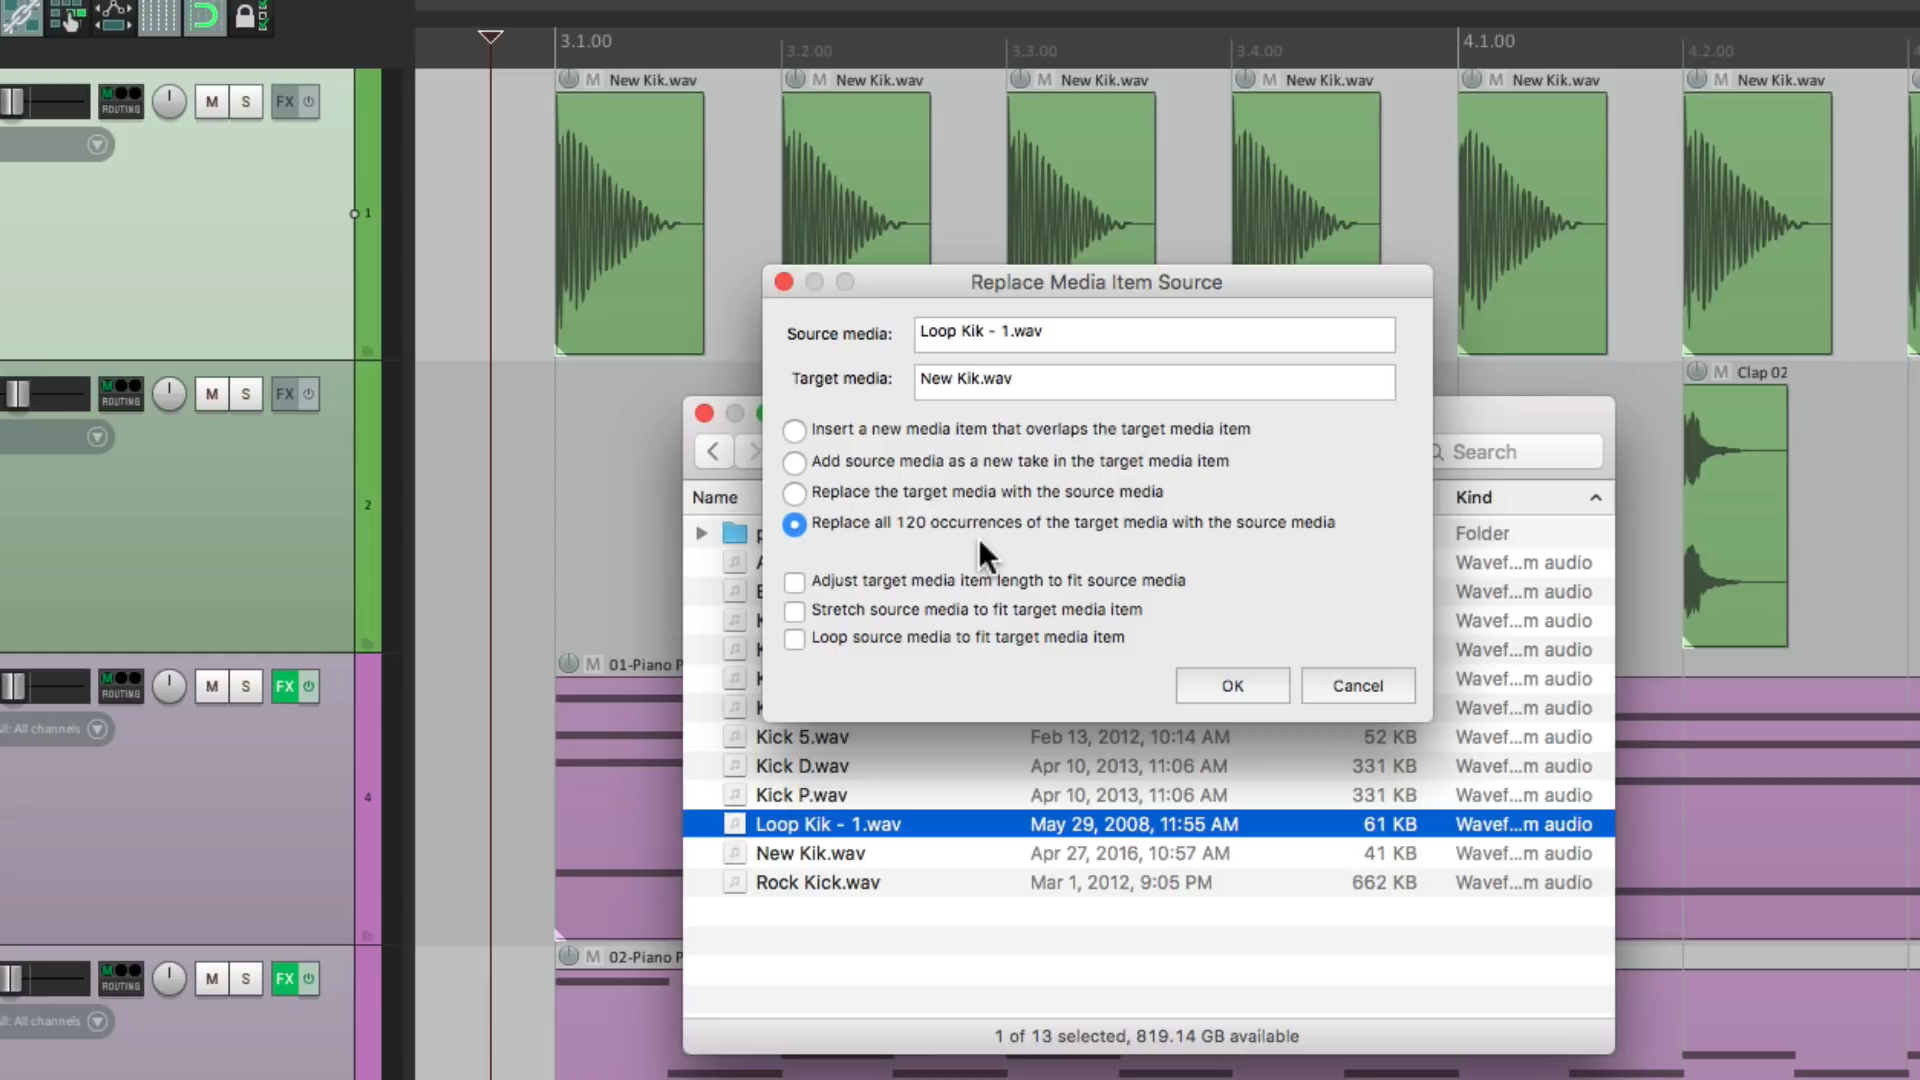 3.1.00
3.2.00
3.3.00
3.4.00
4.1.00
4.2.00
M New Kik.wav
M New Kik.wav
M New Kik.wav
M New Kik.wav
M New Kik.wav
M New Kik.wav
M
ROUTING
M
S
FX
1
Replace Media Item Source
Source media:
Loop Kik - 1.wav
Target media:
New Kik.wav
Insert a new media item that overlaps the target media item
Add source media as a new take in the target media item
Replace the target media with the source media
Replace all 120 occurrences of the target media with the source media
Adjust target media item length to fit source media
Stretch source media to fit target media item
Loop source media to fit target media item
OK
Cancel
M
ROUTING
M
S
FX
2
M Clap 02
Search
Name
Kind
Folder
Wavef...m audio
Wavef...m audio
Wavef...m audio
Wavef...m audio
Wavef...m audio
Wavef...m audio
Kick 5.wav Feb 13, 2012, 10:14 AM 52 KB Wavef...m audio
Kick D.wav Apr 10, 2013, 11:06 AM 331 KB Wavef...m audio
Kick P.wav Apr 10, 2013, 11:06 AM 331 KB Wavef...m audio
Loop Kik - 1.wav May 29, 2008, 11:55 AM 61 KB Wavef...m audio
New Kik.wav Apr 27, 2016, 10:57 AM 41 KB Wavef...m audio
Rock Kick.wav Mar 1, 2012, 9:05 PM 662 KB Wavef...m audio
1 of 13 selected, 819.14 GB available
M 01-Piano P
M
ROUTING
M
S
FX
All channels
4
M 02-Piano P
M
ROUTING
M
S
FX
All channels